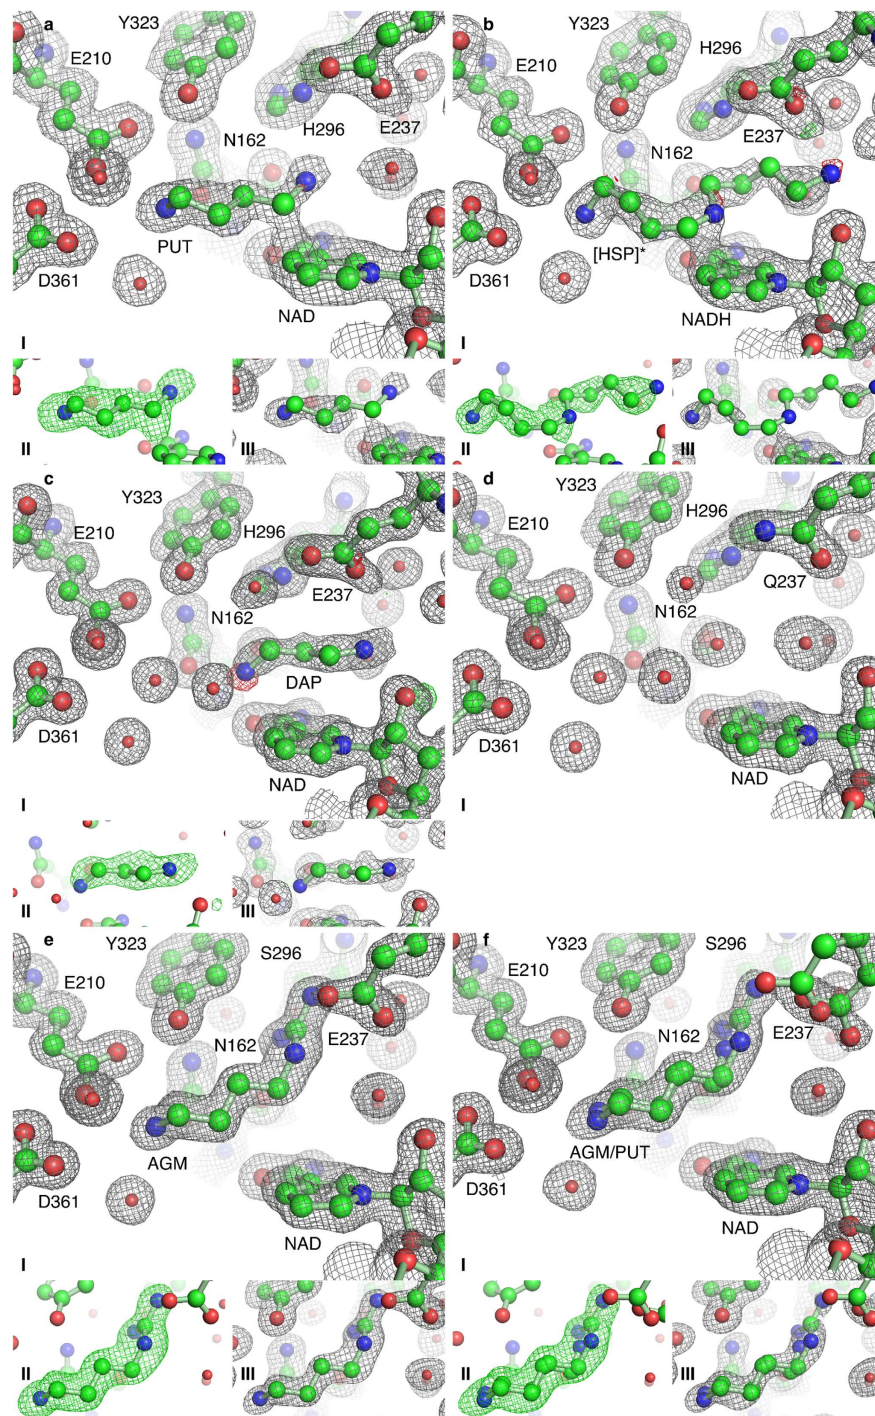 a
Y323
E210
H296
N162
E237
PUT
D361
NAD
I
II
III
b
Y323
H296
E210
E237
N162
[HSP]*
D361
NADH
I
II
III
c
Y323
E210
H296
E237
N162
DAP
D361
NAD
I
II
III
d
Y323
E210
H296
Q237
N162
D361
NAD
I
e
Y323
S296
E210
N162
E237
AGM
D361
NAD
I
II
III
f
Y323
S296
E210
N162
E237
AGM/PUT
D361
NAD
I
II
III